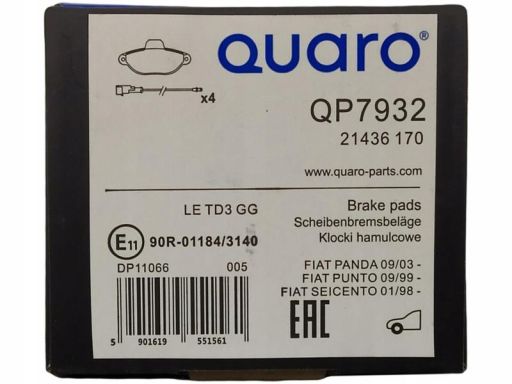 quaro®
x4
QP7932
21436 170
www.quaro-parts.com
LE TD3 GG
Brake pads
Scheibenbremsbeläge
Klocki hamulcowe
E11 90R-01184/3140
DP11066 005
FIAT PANDA 09/03 -
FIAT PUNTO 09/99 -
FIAT SEICENTO 01/98 -
5 901619 551561
EAC